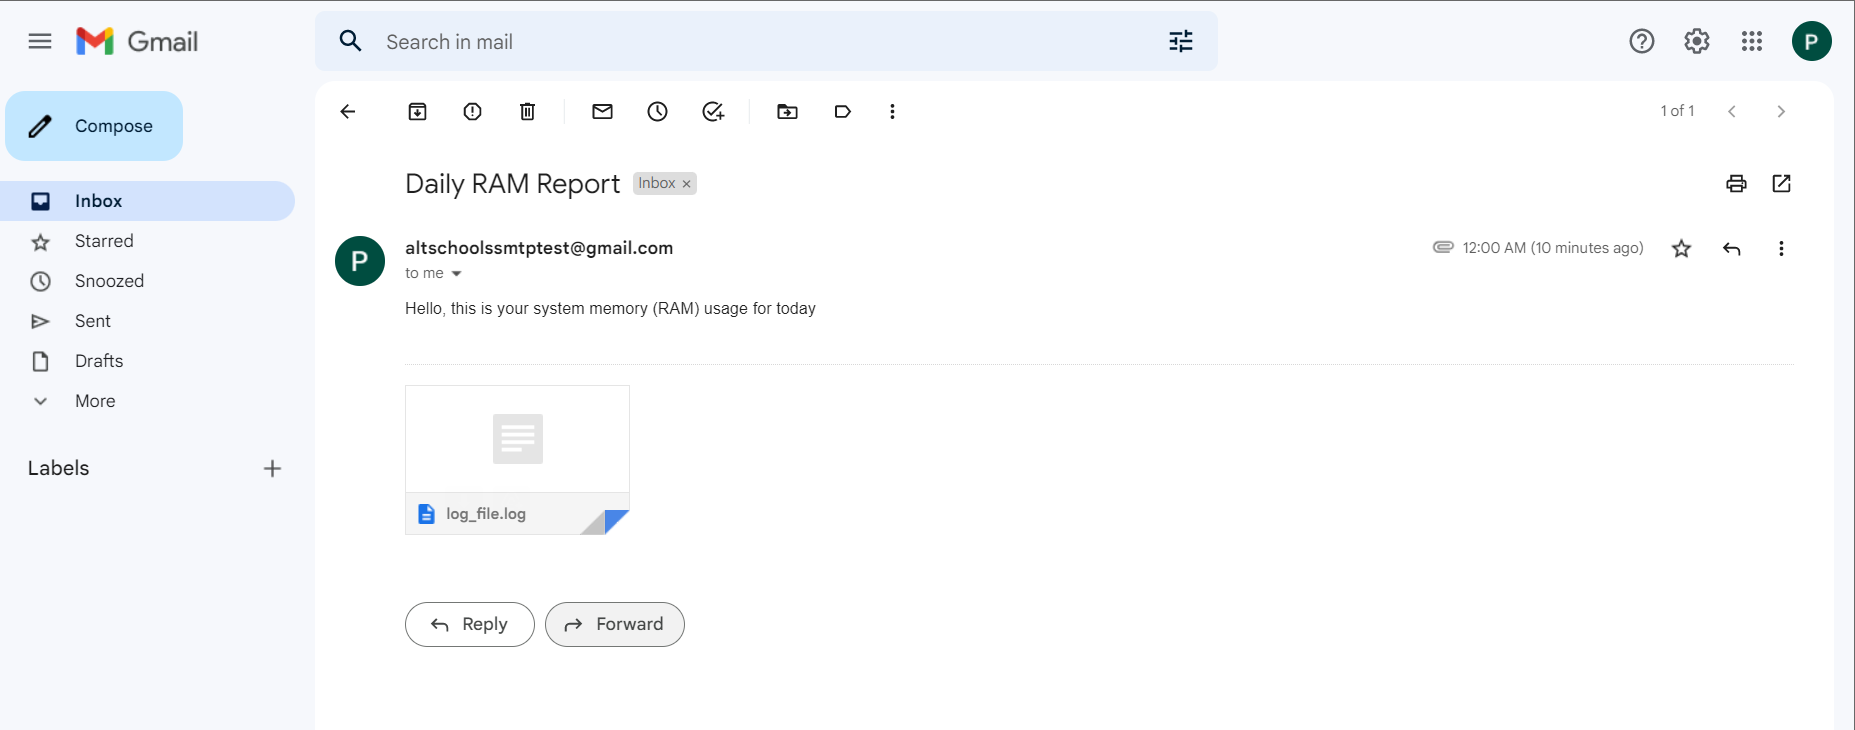 Gmail
Search in mail
P
Compose
1 of 1
Inbox
Starred
Snoozed
Sent
Drafts
More
Labels
Daily RAM Report Inbox ×
P
altschoolssmtptest@gmail.com
12:00 AM (10 minutes ago)
to me
Hello, this is your system memory (RAM) usage for today
log_file.log
Reply
Forward